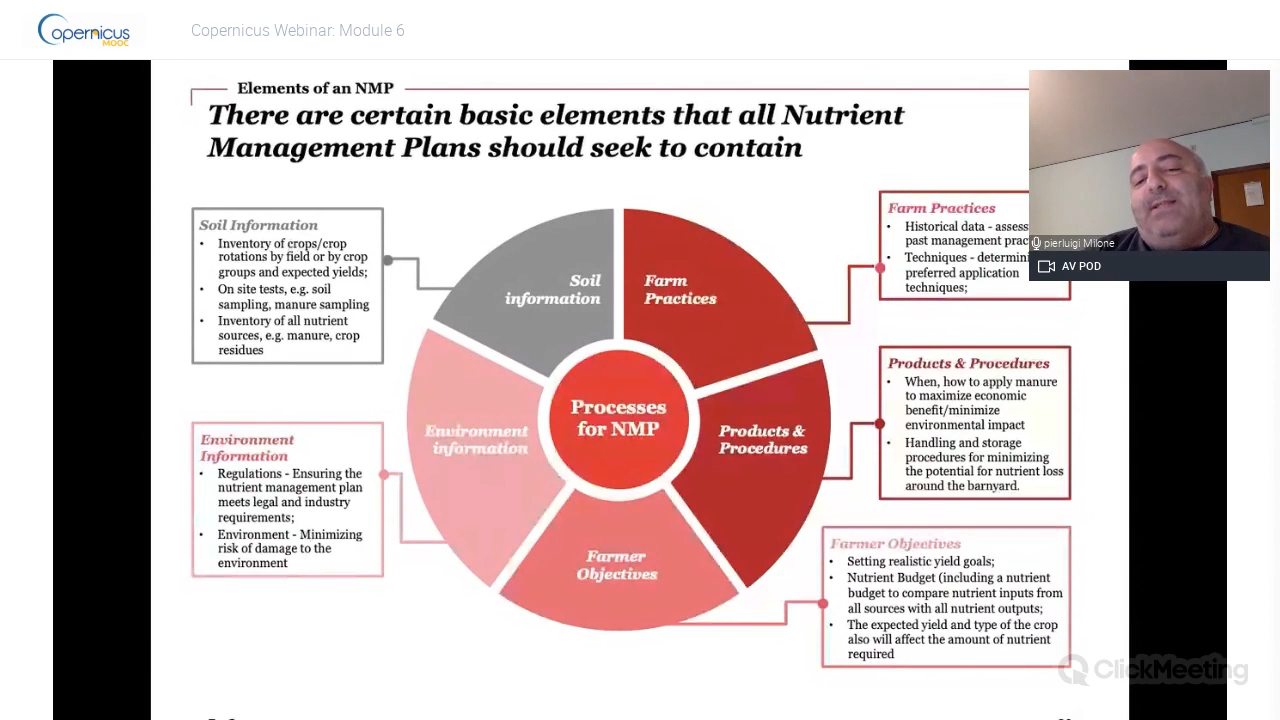 Copernicus
MOOC
Copernicus Webinar: Module 6
Elements of an NMP
There are certain basic elements that all Nutrient
Management Plans should seek to contain
Soil Information
• Inventory of crops/crop
rotations by field or by crop
groups and expected yields;
• On site tests, e.g. soil
sampling, manure sampling
• Inventory of all nutrient
sources, e.g. manure, crop
residues
Environment
Information
• Regulations - Ensuring the
nutrient management plan
meets legal and industry
requirements;
• Environment - Minimizing
risk of damage to the
environment
Soil
information
Farm
Practices
Environment
information
Processes
for NMP
Products &
Procedures
Farmer
Objectives
Farm Practices
• Historical data - assess
past management prac
• Techniques - determini
preferred application
techniques;
Products & Procedures
• When, how to apply manure
to maximize economic
benefit/minimize
environmental impact
• Handling and storage
procedures for minimizing
the potential for nutrient loss
around the barnyard.
Farmer Objectives
• Setting realistic yield goals;
• Nutrient Budget (including a nutrient
budget to compare nutrient inputs from
all sources with all nutrient outputs;
• The expected yield and type of the crop
also will affect the amount of nutrient
required
pierluigi Milone
AV POD
ClickMeeting